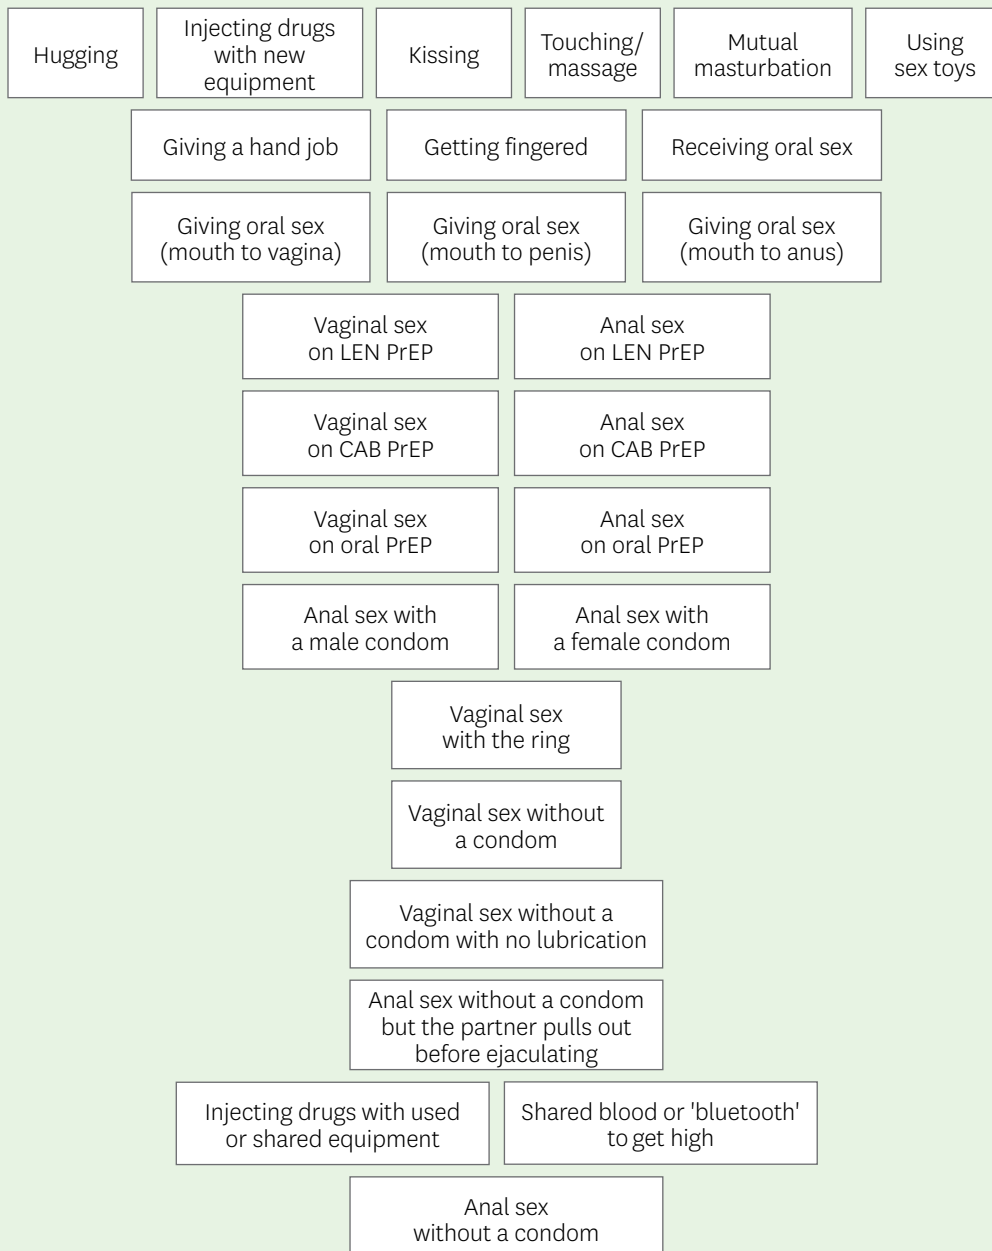 Hugging
Injecting drugs
with new
equipment
Kissing
Touching/
massage
Mutual
masturbation
Using
sex toys
Giving a hand job
Getting fingered
Receiving oral sex
Giving oral sex
(mouth to vagina)
Giving oral sex
(mouth to penis)
Giving oral sex
(mouth to anus)
Vaginal sex
on LEN PrEP
Anal sex
on LEN PrEP
Vaginal sex
on CAB PrEP
Anal sex
on CAB PrEP
Vaginal sex
on oral PrEP
Anal sex
on oral PrEP
Anal sex with
a male condom
Anal sex with
a female condom
Vaginal sex
with the ring
Vaginal sex without
a condom
Vaginal sex without a
condom with no lubrication
Anal sex without a condom
but the partner pulls out
before ejaculating
Injecting drugs with used
or shared equipment
Shared blood or 'bluetooth'
to get high
Anal sex
without a condom